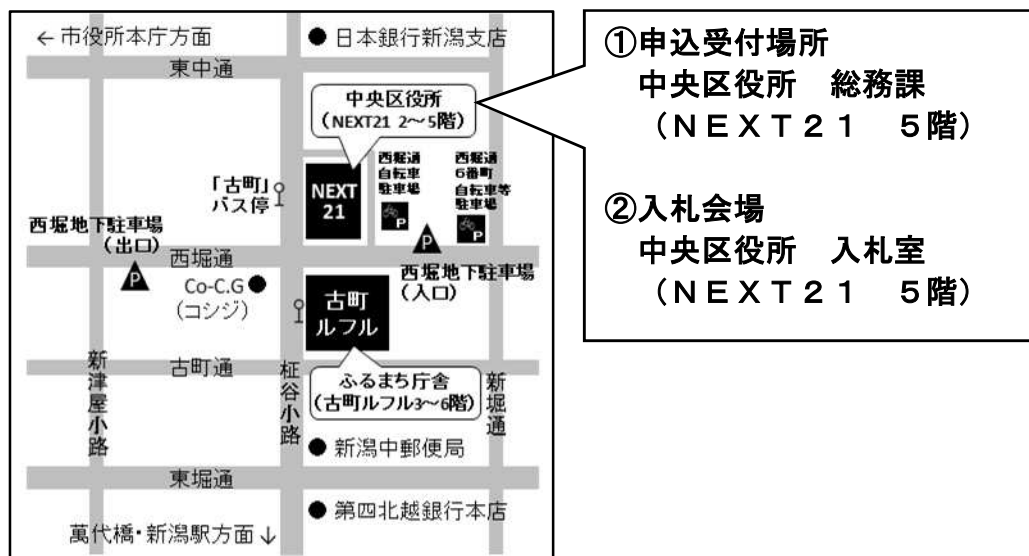 ←市役所本庁方面
●日本銀行新潟支店
東中通
中央区役所
(NEXT21 2~5階)
西堀通
自転車
駐車場
西堀通
6番町
自転車等
駐車場
「古町」
バス停
NEXT
21
P
P
P
西堀地下駐車場
(出口)
P
西堀通
西堀地下駐車場
(入口)
Co-C.G●
(コシジ)
古町
ルフル
古町通
新津屋小路
柾谷小路
新堀通
ふるまち庁舎
(古町ルフル3~6階)
●新潟中郵便局
東堀通
●第四北越銀行本店
萬代橋・新潟駅方面↓
①申込受付場所
中央区役所 総務課
(NEXT21 5階)
②入札会場
中央区役所 入札室
(NEXT21 5階)